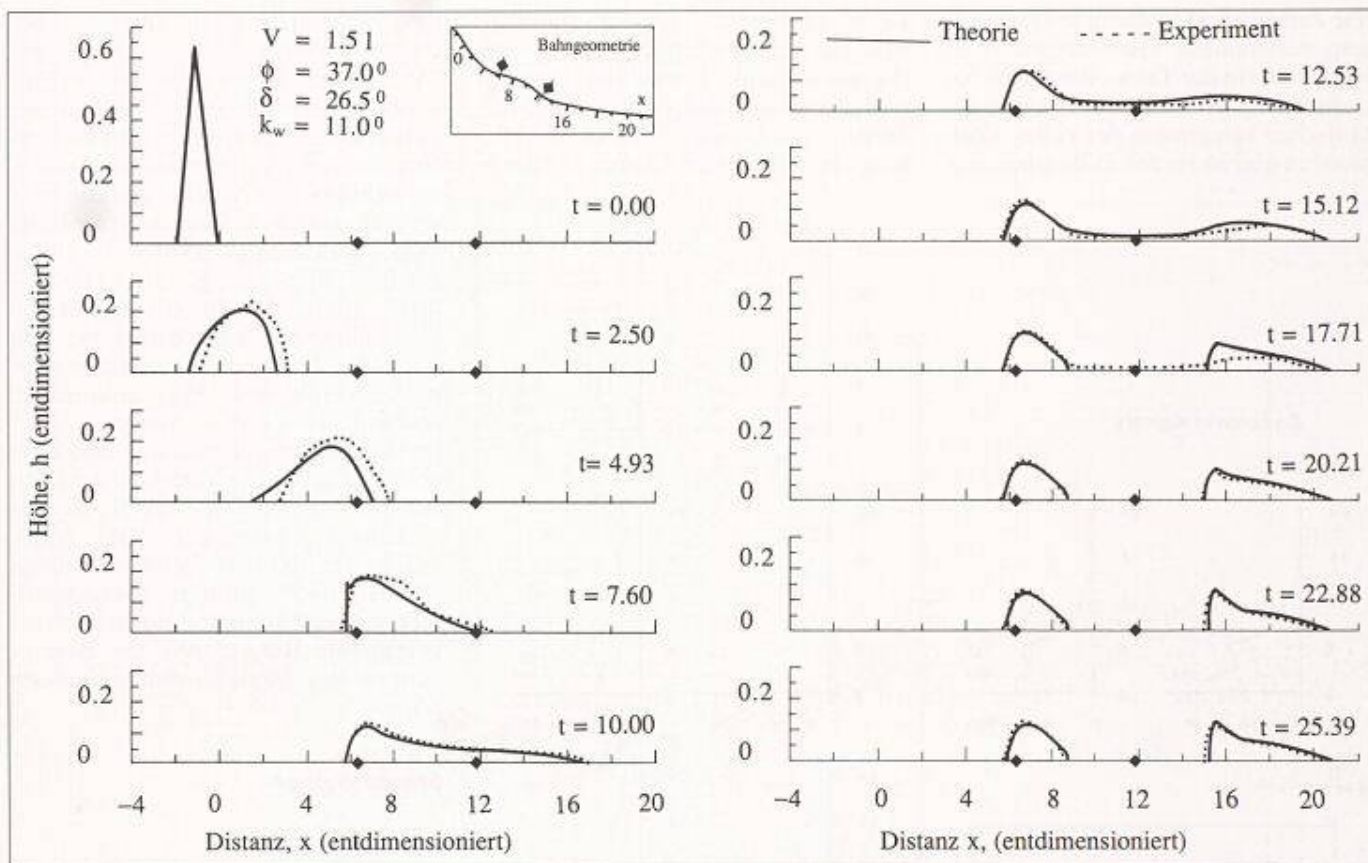 0.6
0.4
0.2
0
V = 1.5 l
ϕ = 37.0⁰
δ = 26.5⁰
k_w = 11.0⁰
Bahngeometrie
0
8
16
20
x
t = 0.00
0.2
0
t = 2.50
0.2
0
t= 4.93
0.2
0
t = 7.60
0.2
0
t = 10.00
−4 0 4 8 12 16 20
Distanz, x (entdimensioniert)
Höhe, h (entdimensioniert)
Theorie
Experiment
0.2
0
t = 12.53
0.2
0
t = 15.12
0.2
0
t = 17.71
0.2
0
t = 20.21
0.2
0
t = 22.88
0.2
0
t = 25.39
−4 0 4 8 12 16 20
Distanz x, (entdimensioniert)